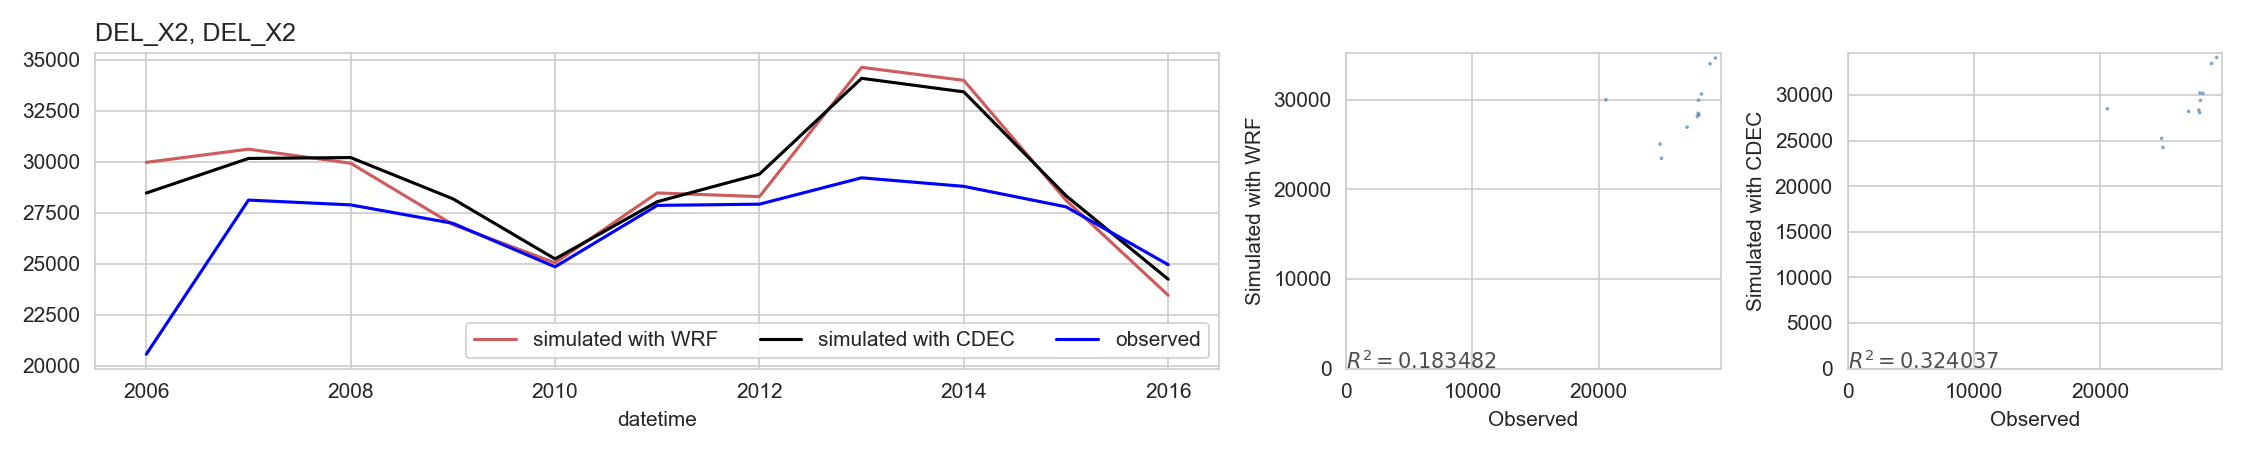 DEL_X2, DEL_X2
35000
32500
30000
27500
25000
22500
20000
simulated with WRF
simulated with CDEC
observed
2006
2008
2010
2012
2014
2016
datetime
Simulated with WRF
30000
20000
10000
0
R² = 0.183482
0
10000
20000
Observed
Simulated with CDEC
30000
25000
20000
15000
10000
5000
0
R² = 0.324037
0
10000
20000
Observed